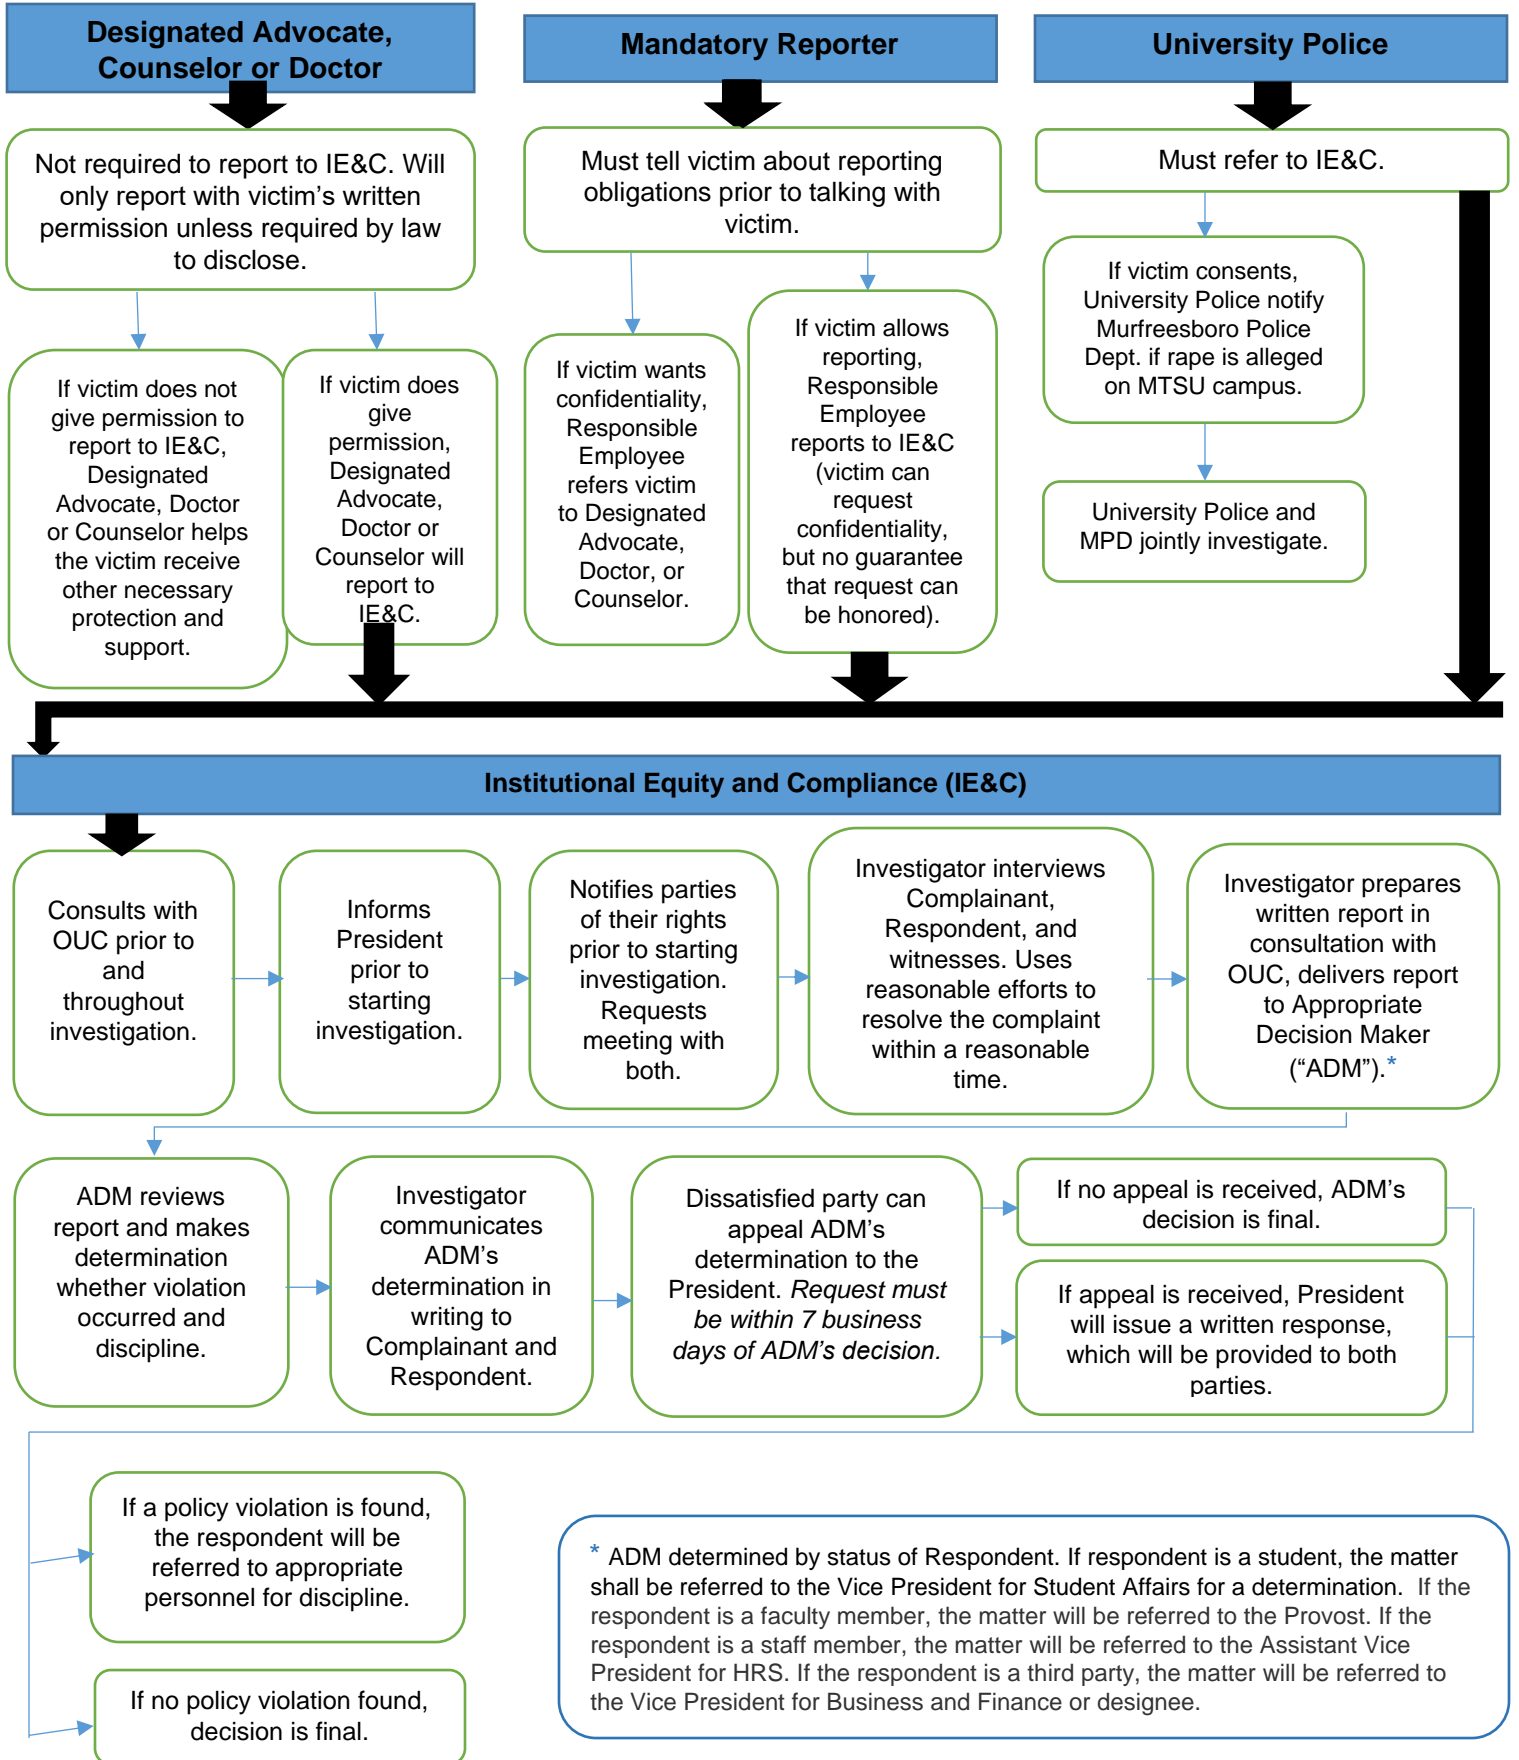 Designated Advocate,
Counselor or Doctor
Mandatory Reporter
University Police
Not required to report to IE&C. Will
only report with victim’s written
permission unless required by law
to disclose.
Must tell victim about reporting
obligations prior to talking with
victim.
Must refer to IE&C.
If victim does not
give permission to
report to IE&C,
Designated
Advocate, Doctor
or Counselor helps
the victim receive
other necessary
protection and
support.
If victim does
give
permission,
Designated
Advocate,
Doctor or
Counselor will
report to
IE&C.
If victim wants
confidentiality,
Responsible
Employee
refers victim
to Designated
Advocate,
Doctor, or
Counselor.
If victim allows
reporting,
Responsible
Employee
reports to IE&C
(victim can
request
confidentiality,
but no guarantee
that request can
be honored).
If victim consents,
University Police notify
Murfreesboro Police
Dept. if rape is alleged
on MTSU campus.
University Police and
MPD jointly investigate.
Institutional Equity and Compliance (IE&C)
Consults with
OUC prior to
and
throughout
investigation.
Informs
President
prior to
starting
investigation.
Notifies parties
of their rights
prior to starting
investigation.
Requests
meeting with
both.
Investigator interviews
Complainant,
Respondent, and
witnesses. Uses
reasonable efforts to
resolve the complaint
within a reasonable
time.
Investigator prepares
written report in
consultation with
OUC, delivers report
to Appropriate
Decision Maker
(“ADM”).*
ADM reviews
report and makes
determination
whether violation
occurred and
discipline.
Investigator
communicates
ADM’s
determination in
writing to
Complainant and
Respondent.
Dissatisfied party can
appeal ADM’s
determination to the
President. Request must
be within 7 business
days of ADM’s decision.
If no appeal is received, ADM’s
decision is final.
If appeal is received, President
will issue a written response,
which will be provided to both
parties.
If a policy violation is found,
the respondent will be
referred to appropriate
personnel for discipline.
If no policy violation found,
decision is final.
* ADM determined by status of Respondent. If respondent is a student, the matter
shall be referred to the Vice President for Student Affairs for a determination. If the
respondent is a faculty member, the matter will be referred to the Provost. If the
respondent is a staff member, the matter will be referred to the Assistant Vice
President for HRS. If the respondent is a third party, the matter will be referred to
the Vice President for Business and Finance or designee.